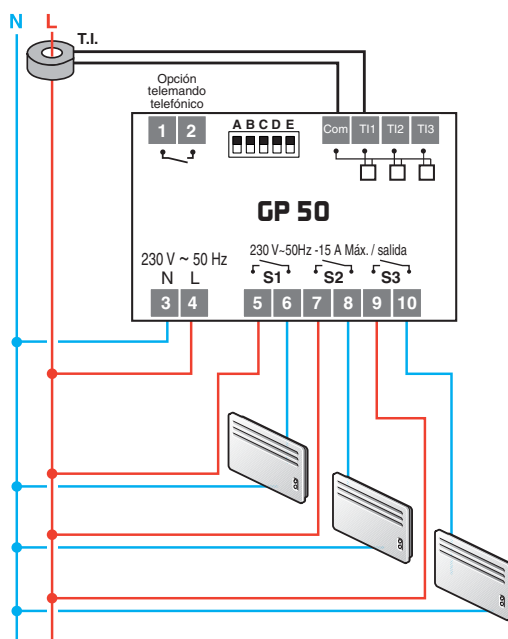 N L
T.I.
Opción
telemando
telefónico
A B C D E
1 2
Com TI1 TI2 TI3
GP 50
230 V ~ 50 Hz
230 V~50Hz -15 A Máx. / salida
N L
S1 S2 S3
3 4 5 6 7 8 9 10